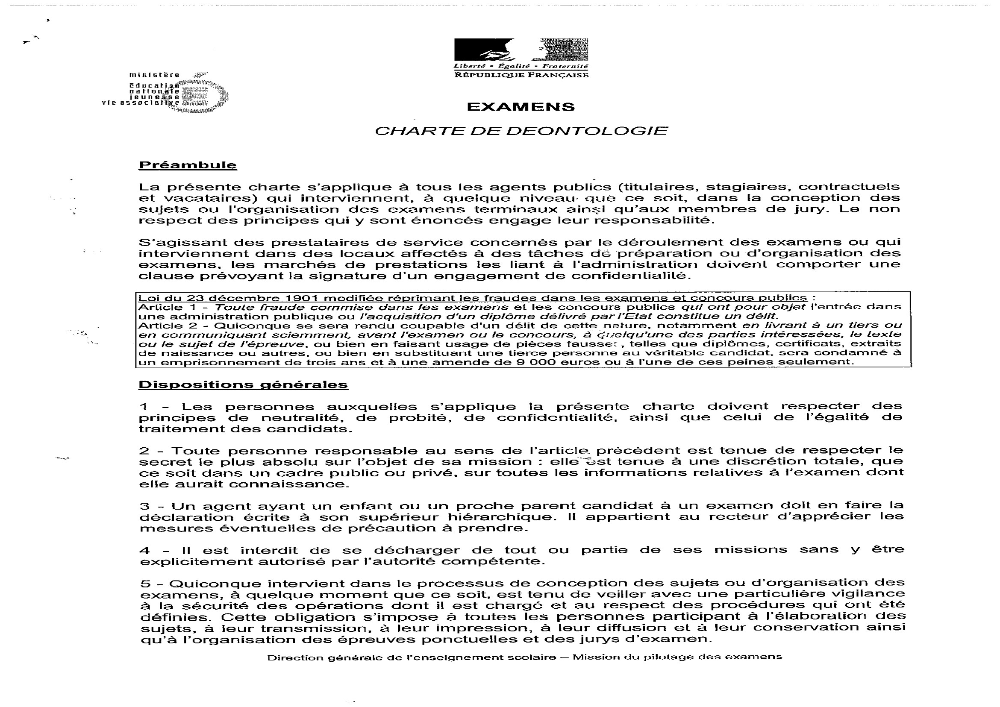 Liberté • Égalité • Fraternité
RÉPUBLIQUE FRANÇAISE
ministère
éducation
nationale
jeunesse
vie associative
EXAMENS
CHARTE DE DEONTOLOGIE
Préambule
La présente charte s'applique à tous les agents publics (titulaires, stagiaires, contractuels
et vacataires) qui interviennent, à quelque niveau que ce soit, dans la conception des
sujets ou l'organisation des examens terminaux ainsi qu'aux membres de jury. Le non
respect des principes qui y sont énoncés engage leur responsabilité.
S'agissant des prestataires de service concernés par le déroulement des examens ou qui
interviennent dans des locaux affectés à des tâches de préparation ou d'organisation des
examens, les marchés de prestations les liant à l'administration doivent comporter une
clause prévoyant la signature d'un engagement de confidentialité.
Loi du 23 décembre 1901 modifiée réprimant les fraudes dans les examens et concours publics :
Article 1 - Toute fraude commise dans les examens et les concours publics qui ont pour objet l'entrée dans
une administration publique ou l'acquisition d'un diplôme délivré par l'Etat constitue un délit.
Article 2 - Quiconque se sera rendu coupable d'un délit de cette nature, notamment en livrant à un tiers ou
en communiquant sciemment, avant l'examen ou le concours, à quelqu'une des parties intéressées, le texte
ou le sujet de l'épreuve, ou bien en faisant usage de pièces fausses, telles que diplômes, certificats, extraits
de naissance ou autres, ou bien en substituant une tierce personne au véritable candidat, sera condamné à
un emprisonnement de trois ans et à une amende de 9 000 euros ou à l'une de ces peines seulement.
Dispositions générales
1 - Les personnes auxquelles s'applique la présente charte doivent respecter des
principes de neutralité, de probité, de confidentialité, ainsi que celui de l'égalité de
traitement des candidats.
2 - Toute personne responsable au sens de l'article précédent est tenue de respecter le
secret le plus absolu sur l'objet de sa mission : elle est tenue à une discrétion totale, que
ce soit dans un cadre public ou privé, sur toutes les informations relatives à l'examen dont
elle aurait connaissance.
3 - Un agent ayant un enfant ou un proche parent candidat à un examen doit en faire la
déclaration écrite à son supérieur hiérarchique. Il appartient au recteur d'apprécier les
mesures éventuelles de précaution à prendre.
4 - Il est interdit de se décharger de tout ou partie de ses missions sans y être
explicitement autorisé par l'autorité compétente.
5 - Quiconque intervient dans le processus de conception des sujets ou d'organisation des
examens, à quelque moment que ce soit, est tenu de veiller avec une particulière vigilance
à la sécurité des opérations dont il est chargé et au respect des procédures qui ont été
définies. Cette obligation s'impose à toutes les personnes participant à l'élaboration des
sujets, à leur transmission, à leur impression, à leur diffusion et à leur conservation ainsi
qu'à l'organisation des épreuves ponctuelles et des jurys d'examen.
Direction générale de l'enseignement scolaire – Mission du pilotage des examens